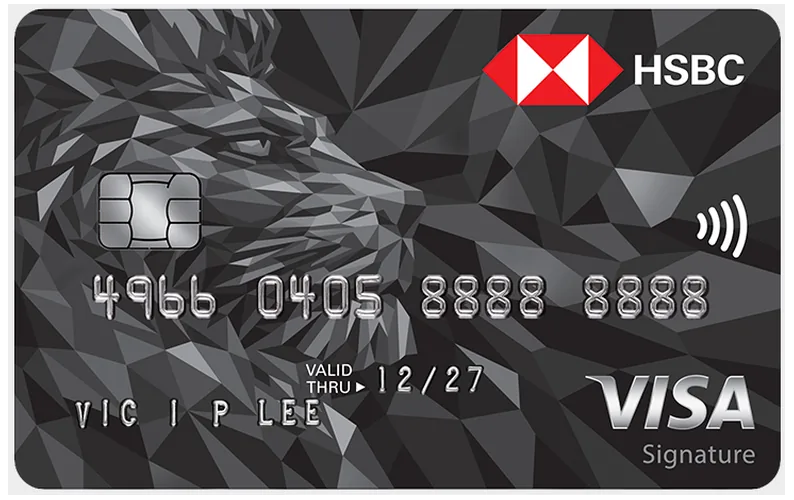 HSBC
4966 0405 8888 8888
VALID
THRU 12/27
VIC I P LEE
VISA
Signature